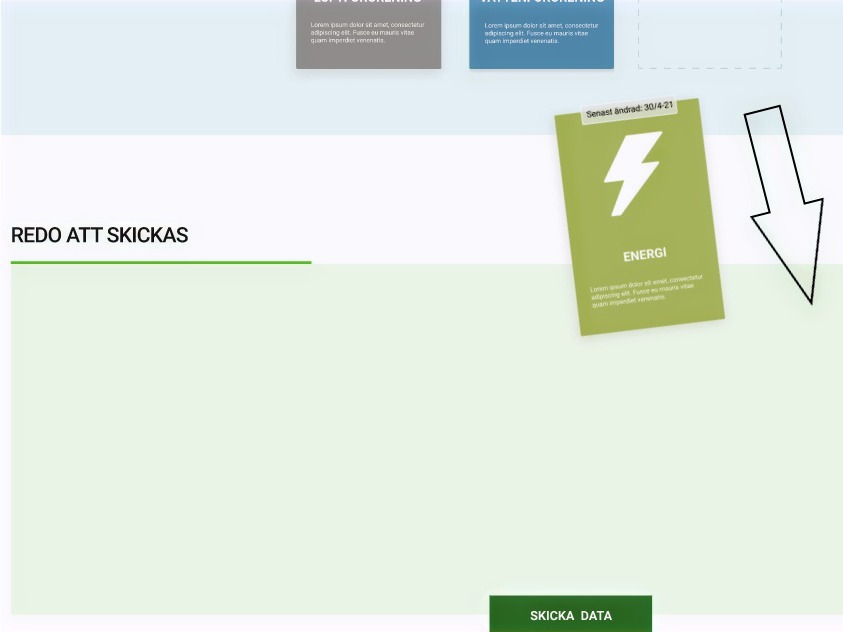 LUFTFÖRORENING
VATTENFÖRORENING
Lorem ipsum dolor sit amet, consectetur
adipiscing elit. Fusce eu mauris vitae
quam imperdiet venenatis.
Lorem ipsum dolor sit amet, consectetur
adipiscing elit. Fusce eu mauris vitae
quam imperdiet venenatis.
Senast ändrad: 30/4-21
ENERGI
Lorem ipsum dolor sit amet, consectetur
adipiscing elit. Fusce eu mauris vitae
quam imperdiet venenatis.
REDO ATT SKICKAS
SKICKA DATA